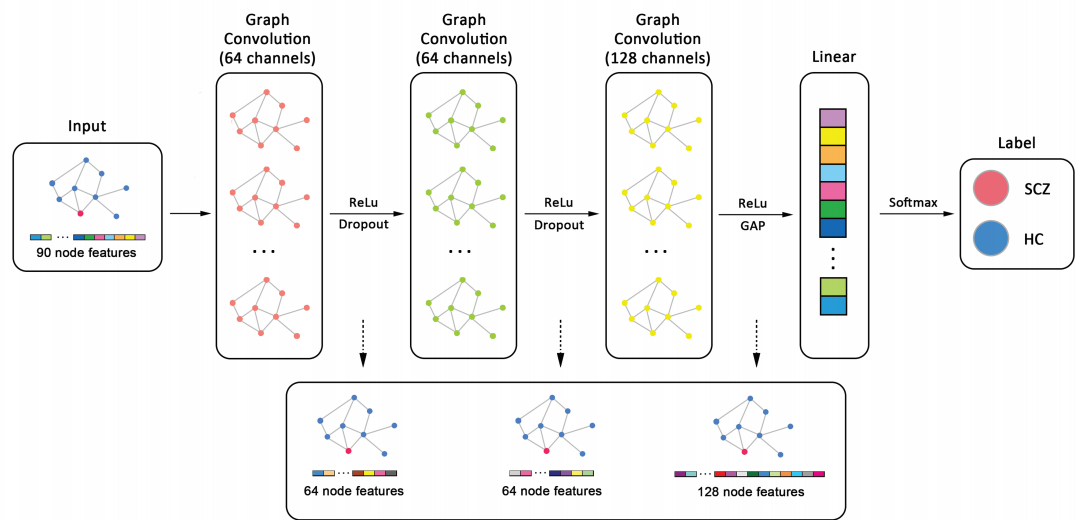 Graph
Convolution
(64 channels)
Graph
Convolution
(64 channels)
Graph
Convolution
(128 channels)
Linear
Input
Label
90 node features
ReLu
Dropout
ReLu
Dropout
ReLu
GAP
Softmax
SCZ
HC
64 node features
64 node features
128 node features